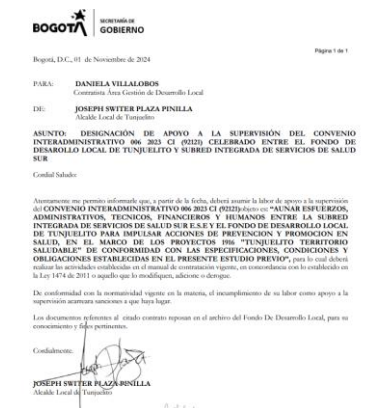 BOGOTÁ
SECRETARÍA DE
GOBIERNO
Página 1 de 1
Bogotá, D.C., 01 de Noviembre de 2024
PARA: DANIELA VILLALOBOS
Contratista Área Gestión de Desarrollo Local
DE: JOSEPH SWITER PLAZA PINILLA
Alcalde Local de Tunjuelito
ASUNTO: DESIGNACIÓN DE APOYO A LA SUPERVISIÓN DEL CONVENIO
INTERADMINISTRATIVO 006 2023 CI (92121) CELEBRADO ENTRE EL FONDO DE
DESAROLLO LOCAL DE TUNJUELITO Y SUBRED INTEGRADA DE SERVICIOS DE SALUD
SUR
Cordial Saludo:
Atentamente me permito informarle que, a partir de la fecha, deberá asumir la labor de apoyo a la supervisión
del CONVENIO INTERADMINISTRATIVO 006 2023 CI (92121) objeto es: "AUNAR ESFUERZOS,
ADMINISTRATIVOS, TECNICOS, FINANCIEROS Y HUMANOS ENTRE LA SUBRED
INTEGRADA DE SERVICIOS DE SALUD SUR E.S.E Y EL FONDO DE DESARROLLO LOCAL
DE TUNJUELITO PARA IMPULSAR ACCIONES DE PREVENCION Y PROMOCION EN
SALUD, EN EL MARCO DE LOS PROYECTOS 1916 "TUNJUELITO TERRITORIO
SALUDABLE" DE CONFORMIDAD CON LAS ESPECIFICACIONES, CONDICIONES Y
OBLIGACIONES ESTABLECIDAS EN EL PRESENTE ESTUDIO PREVIO", para lo cual deberá
realizar las actividades establecidas en el manual de contratación vigente, en concordancia con lo establecido en
la Ley 1474 de 2011 o aquello que lo modifiquen, adicione o derogue.
De conformidad con la normatividad vigente en la materia, el incumplimiento de su labor como apoyo a la
supervisión acarreara sanciones a que haya lugar.
Los documentos referentes al citado contrato reposan en el archivo del Fondo De Desarrollo Local, para su
conocimiento y fines pertinentes.
Cordialmente,
JOSEPH SWITER PLAZA PINILLA
Alcalde Local de Tunjuelito